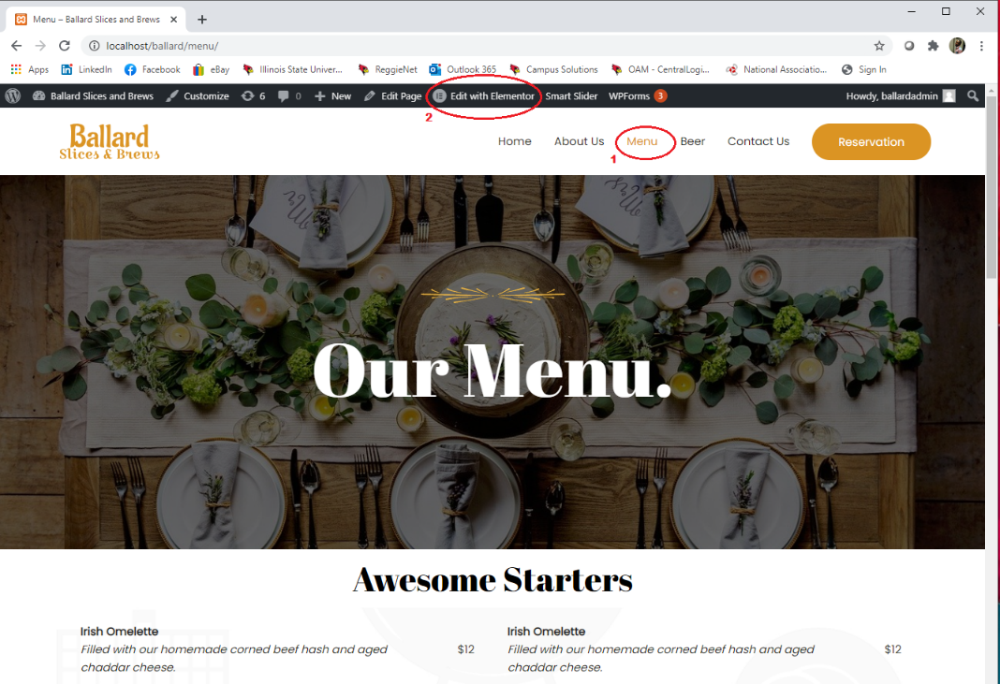 Menu – Ballard Slices and Brews
localhost/ballard/menu/
Apps LinkedIn Facebook eBay Illinois State Univer... ReggieNet Outlook 365 Campus Solutions OAM - CentralLogi... National Associatio... Sign In
Ballard Slices and Brews Customize 6 0 New Edit Page Edit with Elementor Smart Slider WPForms 3 Howdy, ballardadmin
2
Ballard
Slices & Brews
Home About Us Menu Beer Contact Us Reservation
1
Our Menu.
Awesome Starters
Irish Omelette
Filled with our homemade corned beef hash and aged $12
chaddar cheese.
Irish Omelette
Filled with our homemade corned beef hash and aged $12
chaddar cheese.